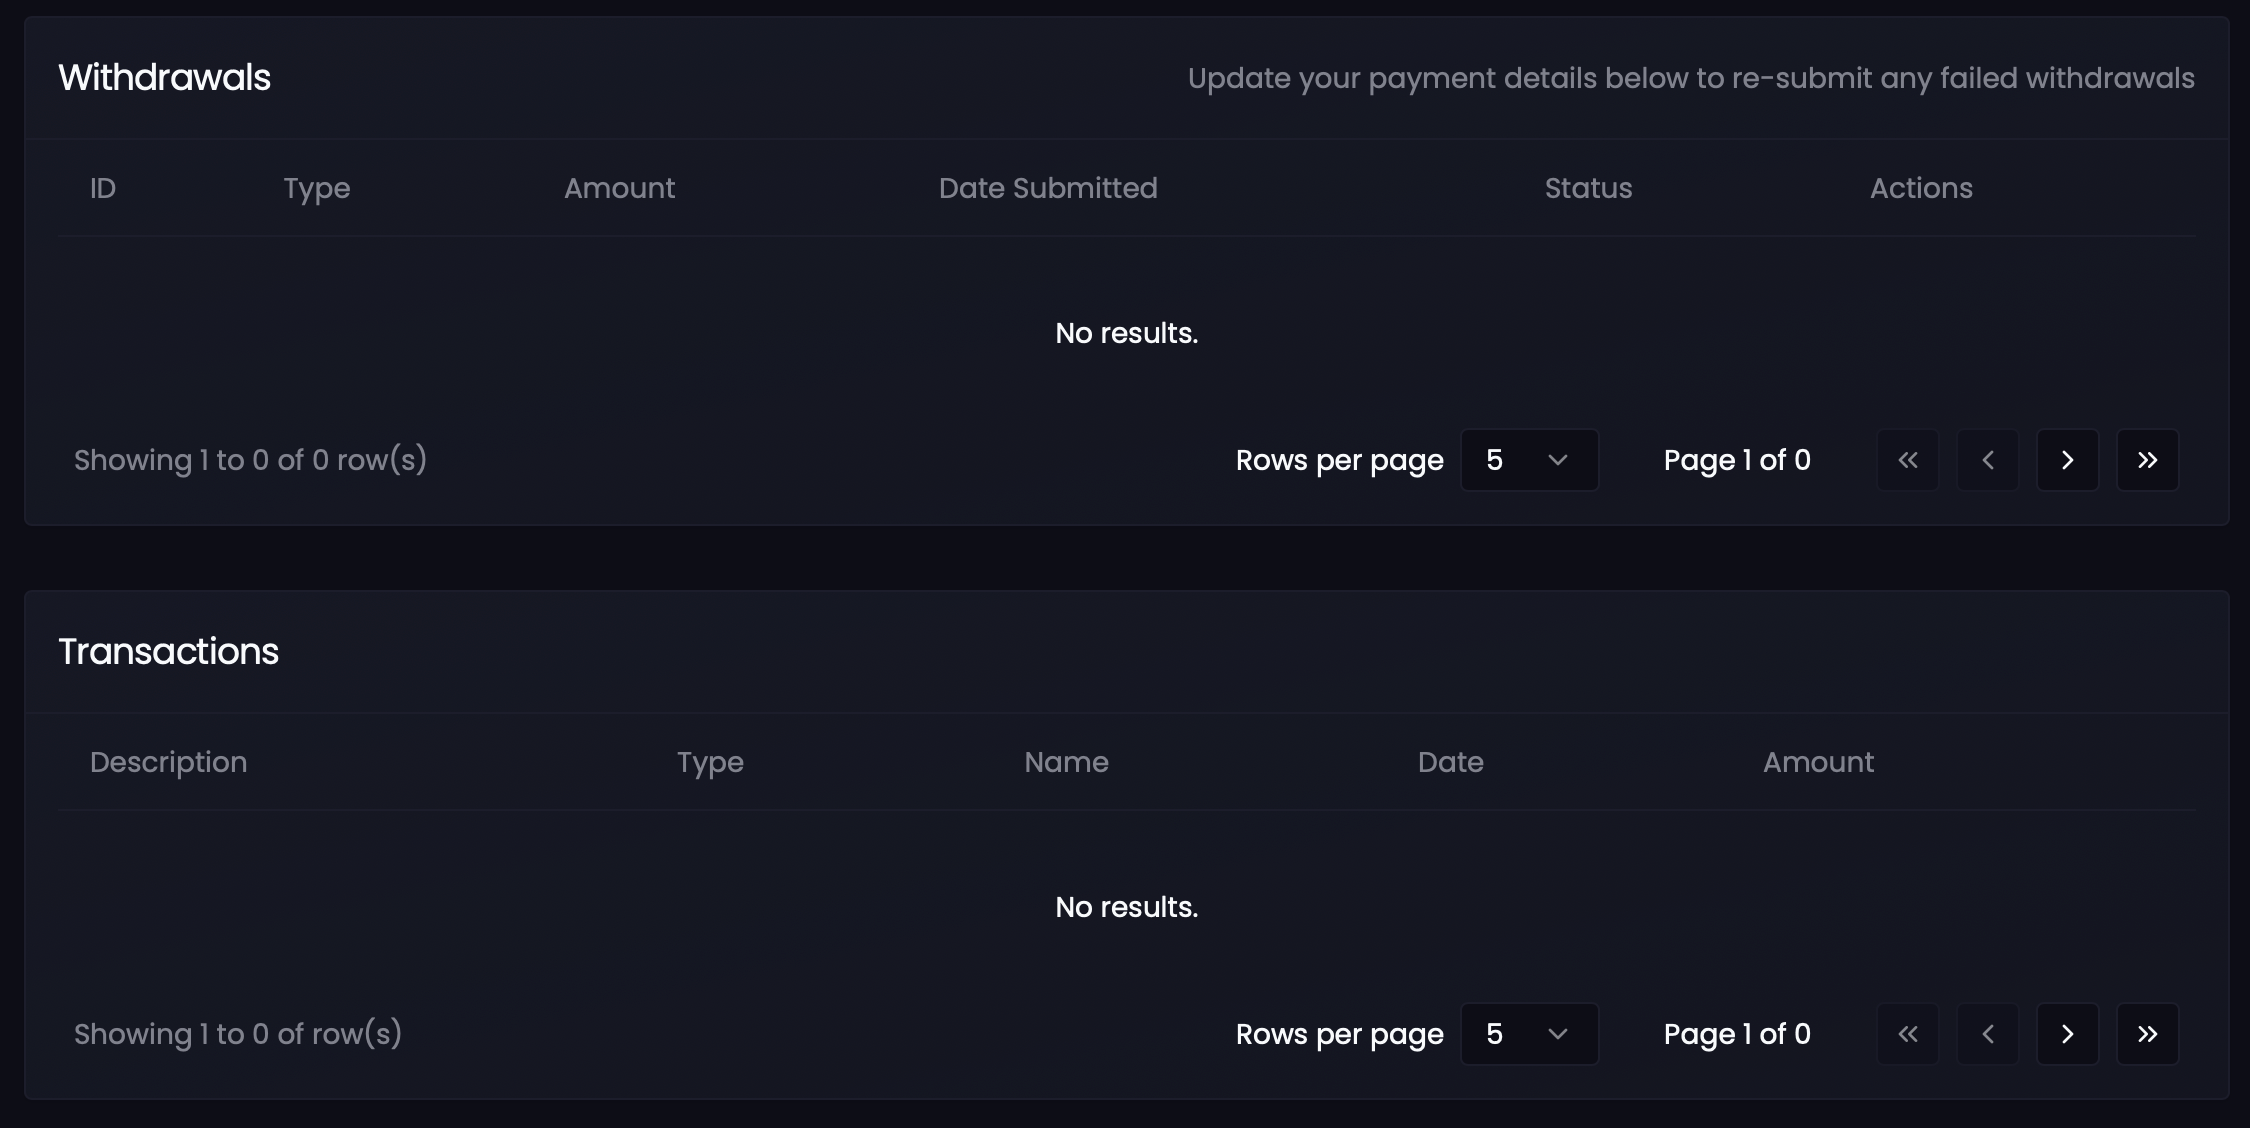 Withdrawals
Update your payment details below to re-submit any failed withdrawals
ID Type Amount Date Submitted Status Actions
No results.
Showing 1 to 0 of 0 row(s)
Rows per page 5 Page 1 of 0
Transactions
Description Type Name Date Amount
No results.
Showing 1 to 0 of row(s)
Rows per page 5 Page 1 of 0